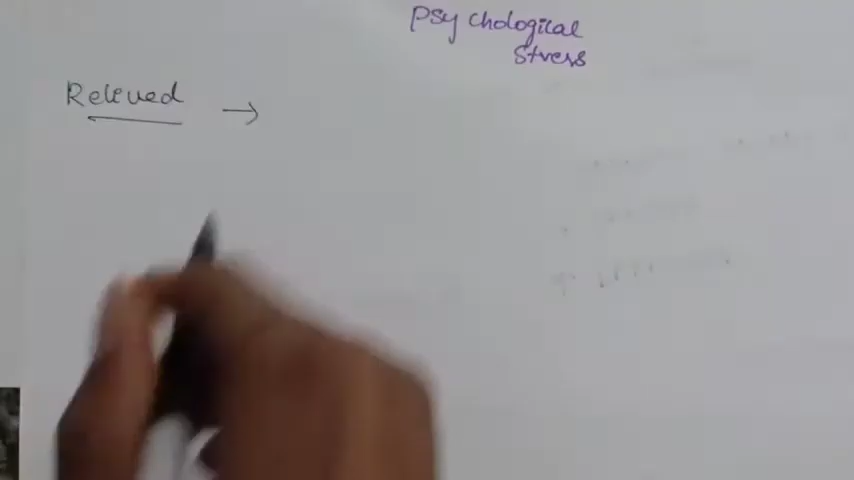 Psychological
Stress
Releved →